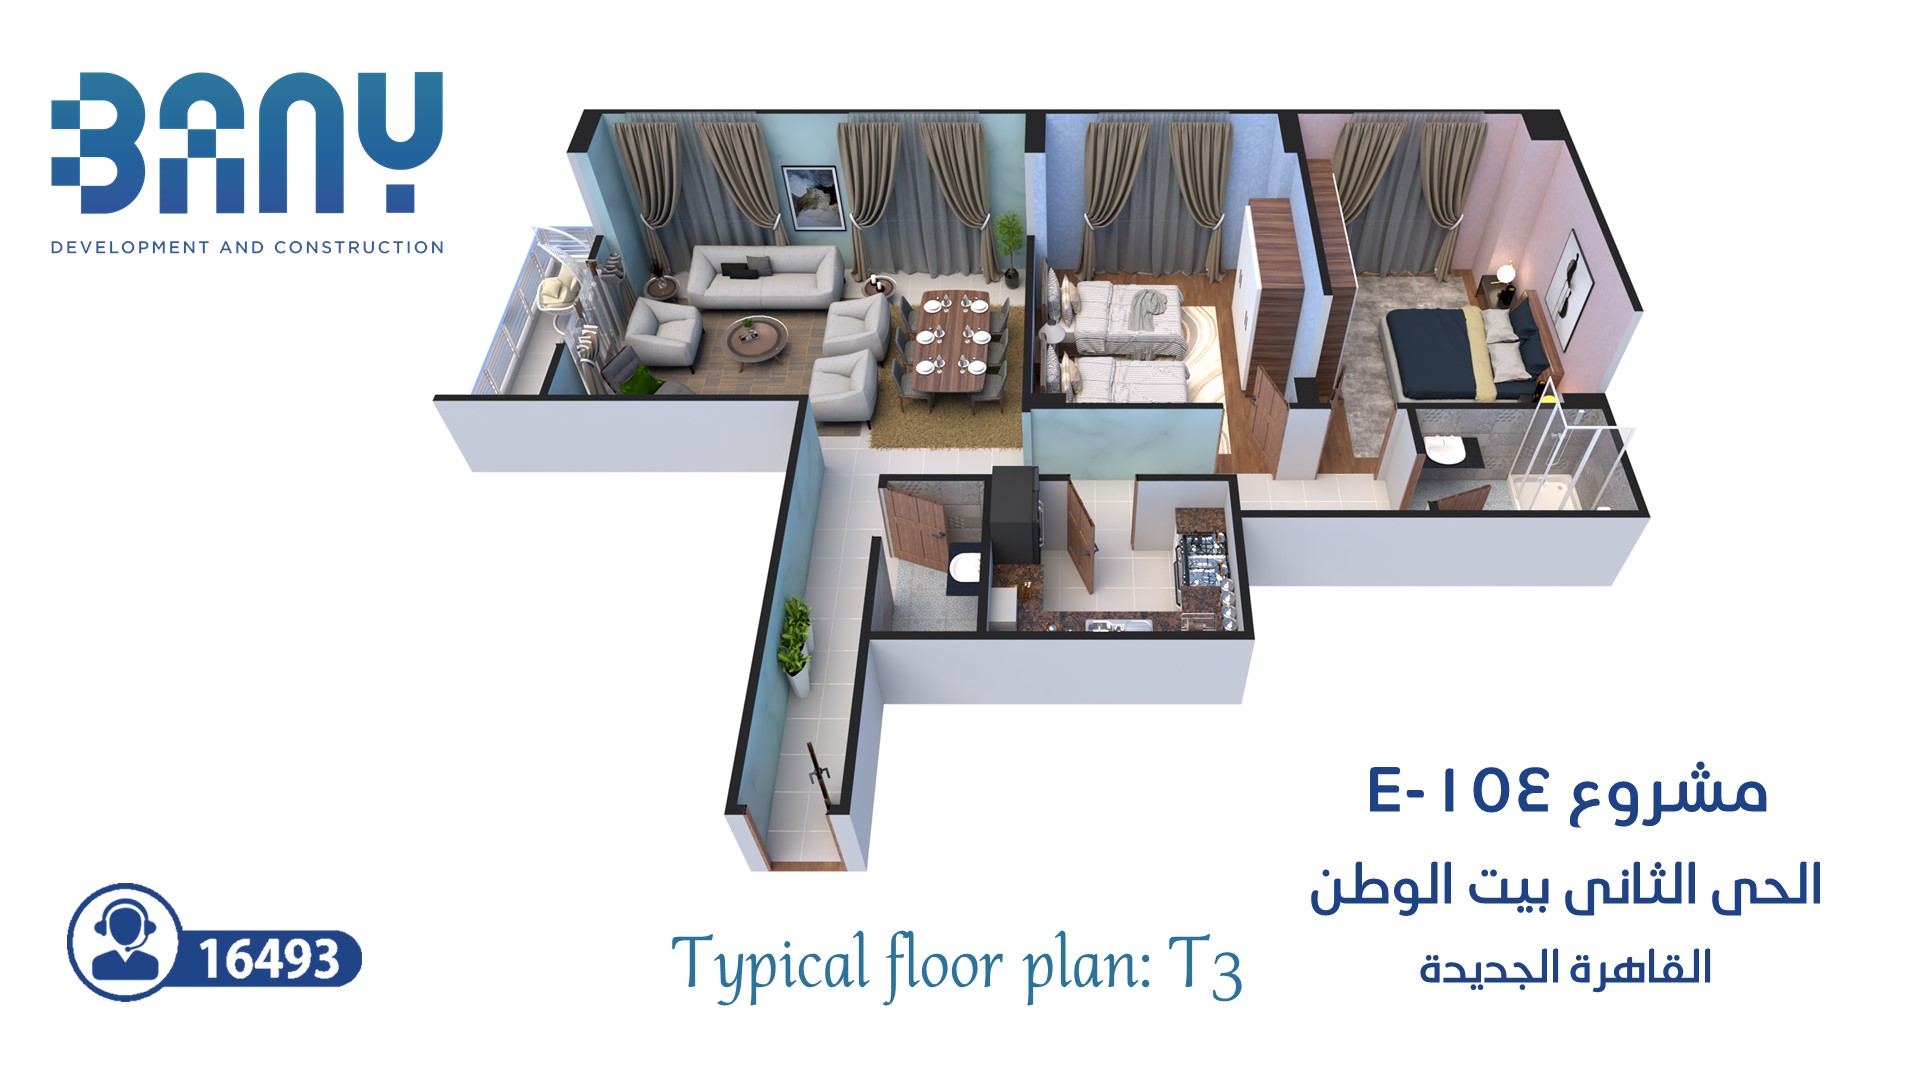 BANY
DEVELOPMENT AND CONSTRUCTION
مشروع E-١٥٤
الحى الثانى بيت الوطن
القاهرة الجديدة
Typical floor plan: T3
16493